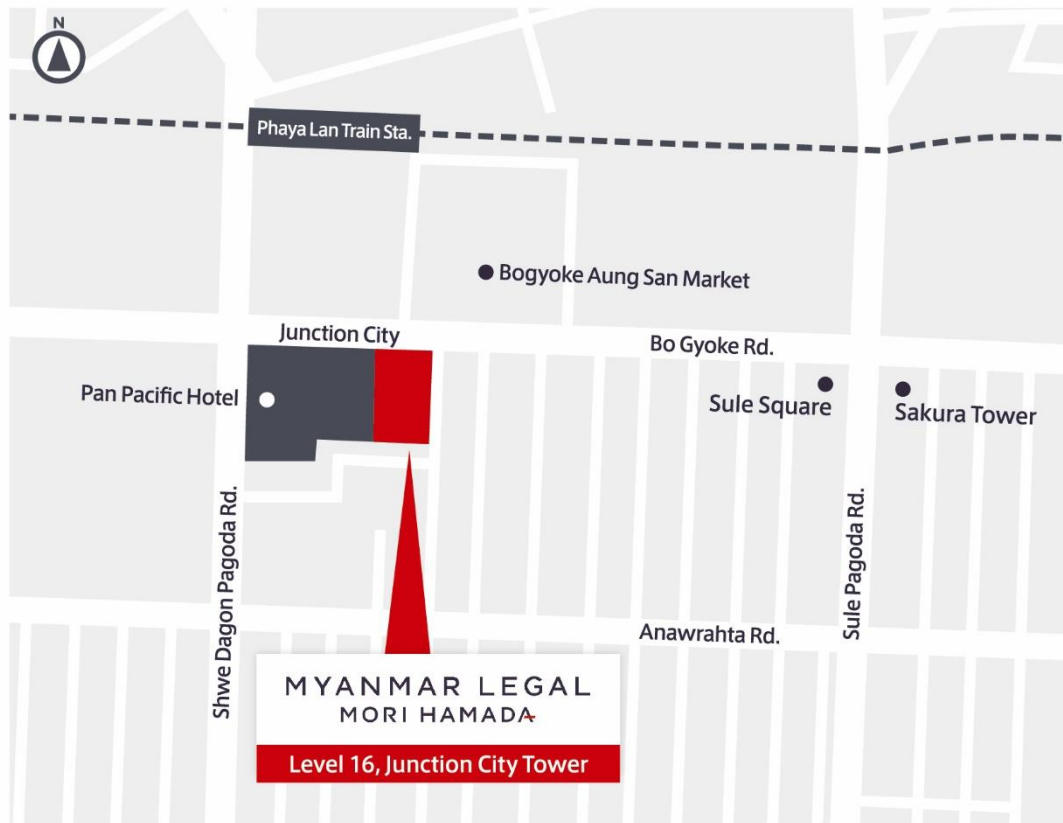 N
Phaya Lan Train Sta.
Bogyoke Aung San Market
Junction City
Bo Gyoke Rd.
Pan Pacific Hotel
Sule Square
Sakura Tower
Shwe Dagon Pagoda Rd.
Sule Pagoda Rd.
Anawrahta Rd.
MYANMAR LEGAL
MORI HAMADA
Level 16, Junction City Tower